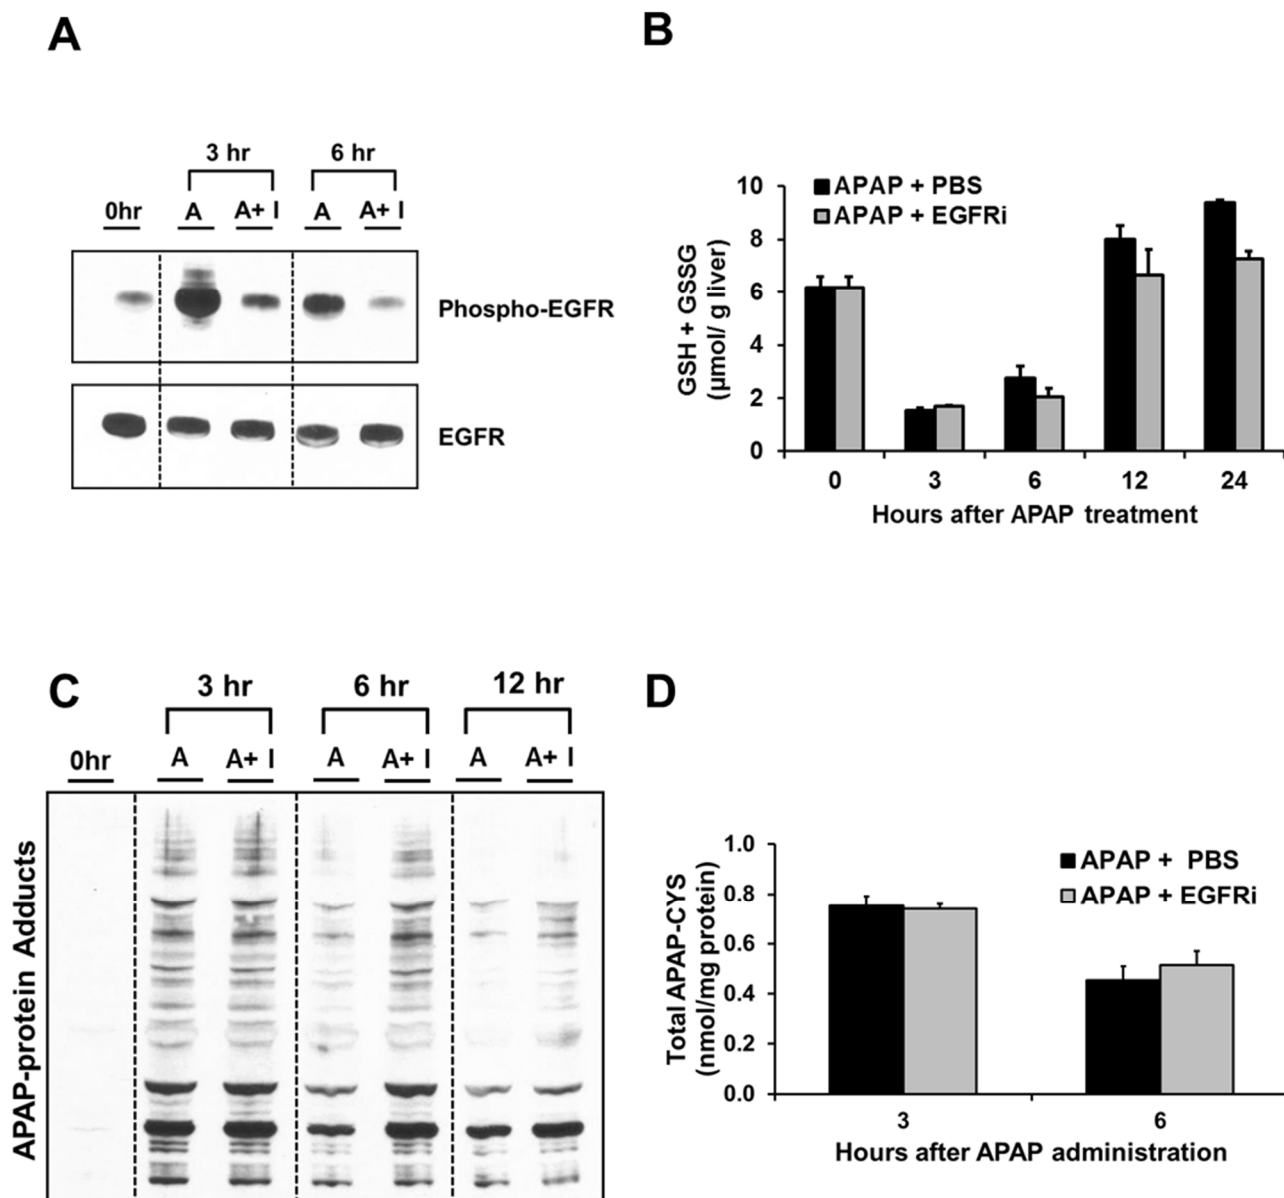 A
3 hr
6 hr
0hr
A
A+ I
A
A+ I
Phospho-EGFR
EGFR
B
APAP + PBS
APAP + EGFRi
GSH + GSSG
(µmol/ g liver)
10
8
6
4
2
0
0
3
6
12
24
Hours after APAP treatment
C
3 hr
6 hr
12 hr
0hr
A
A+ I
A
A+ I
A
A+ I
APAP-protein Adducts
D
APAP + PBS
APAP + EGFRi
Total APAP-CYS
(nmol/mg protein)
1.0
0.8
0.6
0.4
0.2
0.0
3
6
Hours after APAP administration